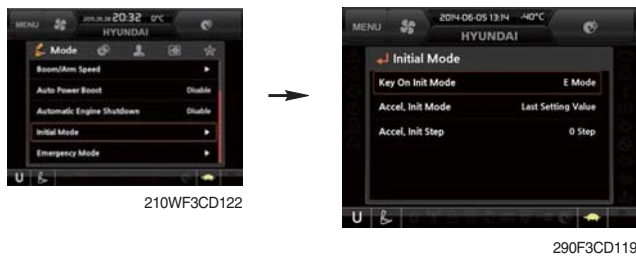 MENU 20:32 0°C
HYUNDAI
Mode
Boom/Arm Speed
Auto Power Boost Disable
Automatic Engine Shutdown Disable
Initial Mode
Emergency Mode
U
210WF3CD122
MENU 2014-06-05 13:14 -40°C
HYUNDAI
Initial Mode
Key On Init Mode E Mode
Accel, Init Mode Last Setting Value
Accel, Init Step 0 Step
U
290F3CD119